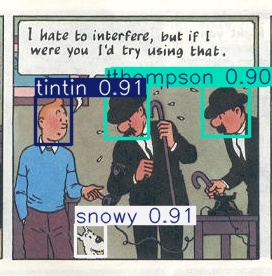 I hate to interfere, but if I
were you I'd try using that.
tintin 0.91
thompson 0.90
snowy 0.91